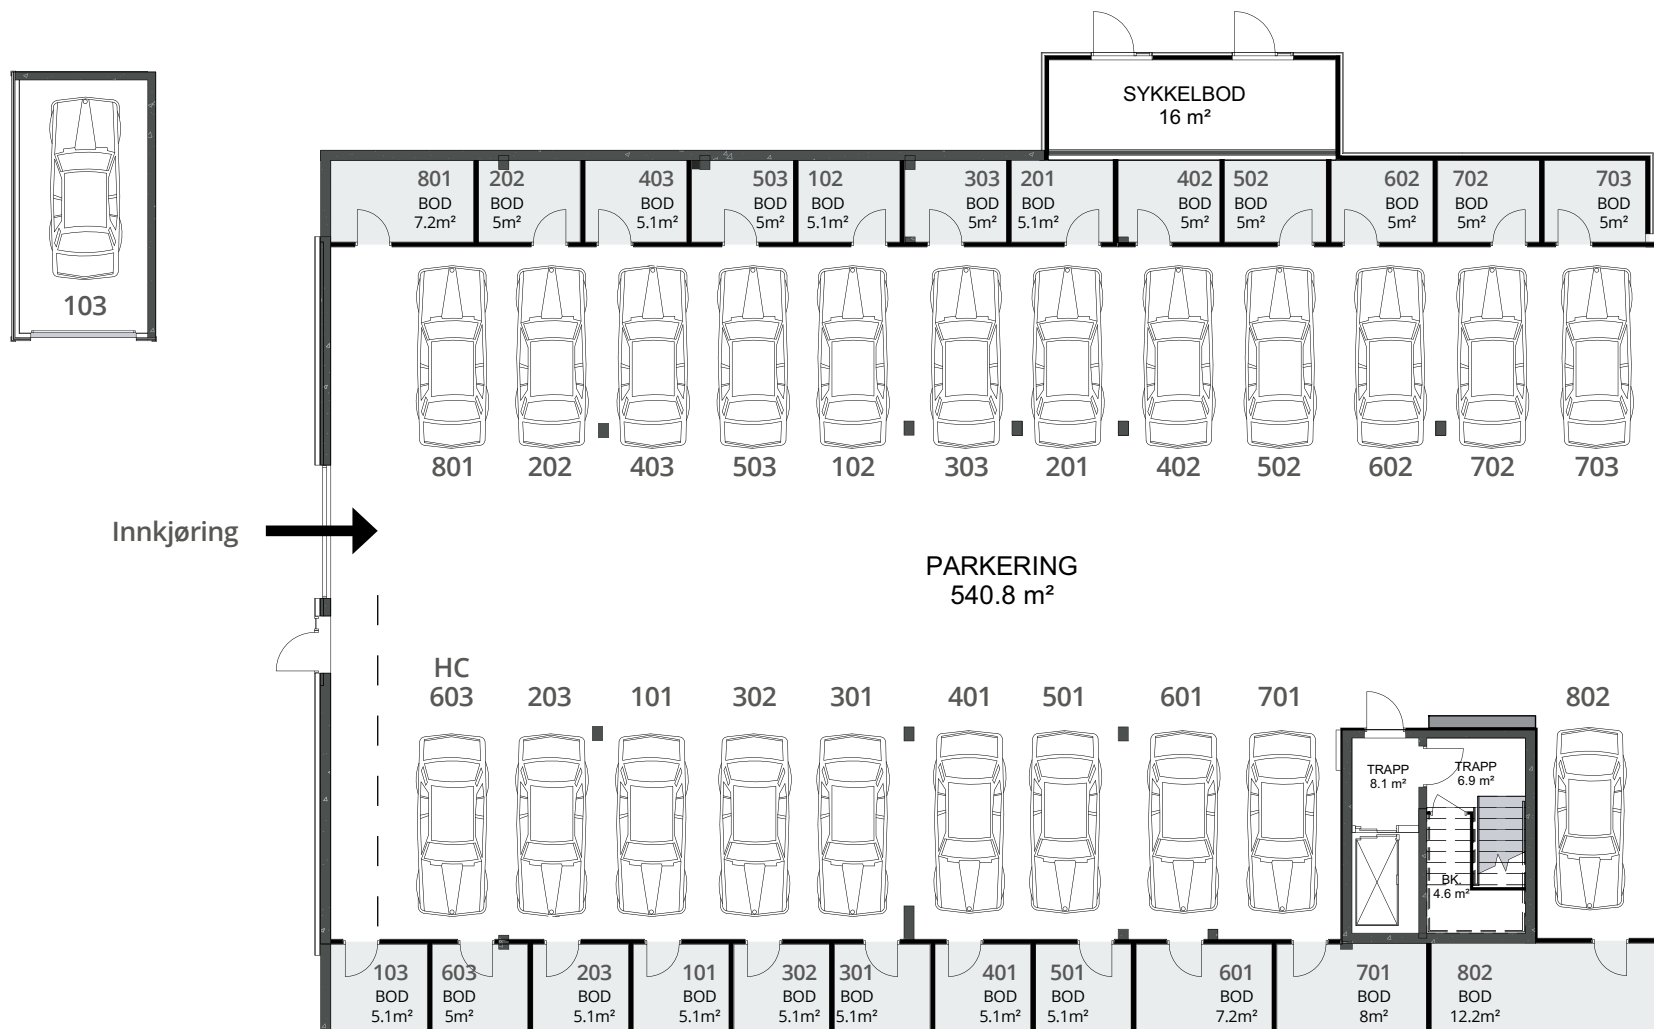 SYKKELBOD
16 m²
801
BOD
7.2m²
202
BOD
5m²
403
BOD
5.1m²
503
BOD
5m²
102
BOD
5.1m²
303
BOD
5m²
201
BOD
5.1m²
402
BOD
5m²
502
BOD
5m²
602
BOD
5m²
702
BOD
5m²
703
BOD
5m²
103
801 202 403 503 102 303 201 402 502 602 702 703
Innkjøring
PARKERING
540.8 m²
HC
603 203 101 302 301 401 501 601 701 802
TRAPP
8.1 m²
TRAPP
6.9 m²
BK.
4.6 m²
103
BOD
5.1m²
603
BOD
5m²
203
BOD
5.1m²
101
BOD
5.1m²
302
BOD
5.1m²
301
BOD
5.1m²
401
BOD
5.1m²
501
BOD
5.1m²
601
BOD
7.2m²
701
BOD
8m²
802
BOD
12.2m²